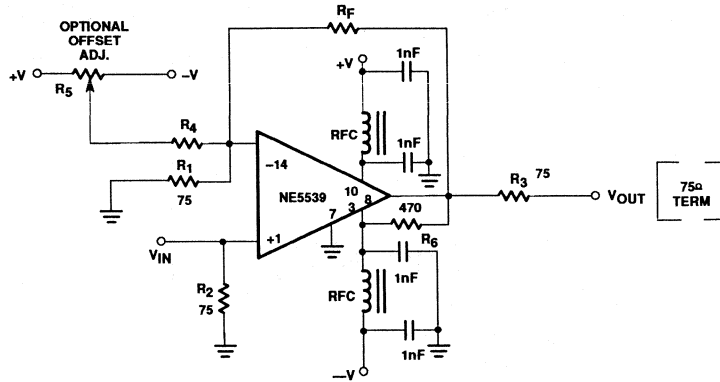 OPTIONAL
OFFSET
ADJ.
+V
R5
–V
RF
+V
1nF
RFC
1nF
R4
R1
75
–14
NE5539
10
3
8
7
+1
R3 75
VOUT
75Ω
TERM
470
R6
VIN
R2
75
RFC
1nF
1nF
–V